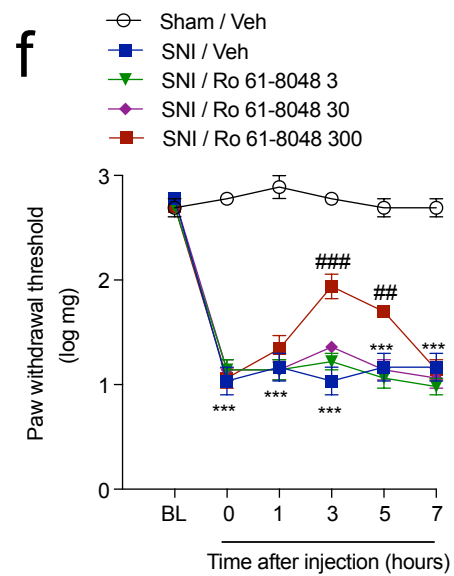 f
Sham / Veh
SNI / Veh
SNI / Ro 61-8048 3
SNI / Ro 61-8048 30
SNI / Ro 61-8048 300
Paw withdrawal threshold
(log mg)
3
2
1
0
###
##
***
***
***
***
***
BL
0
1
3
5
7
Time after injection (hours)